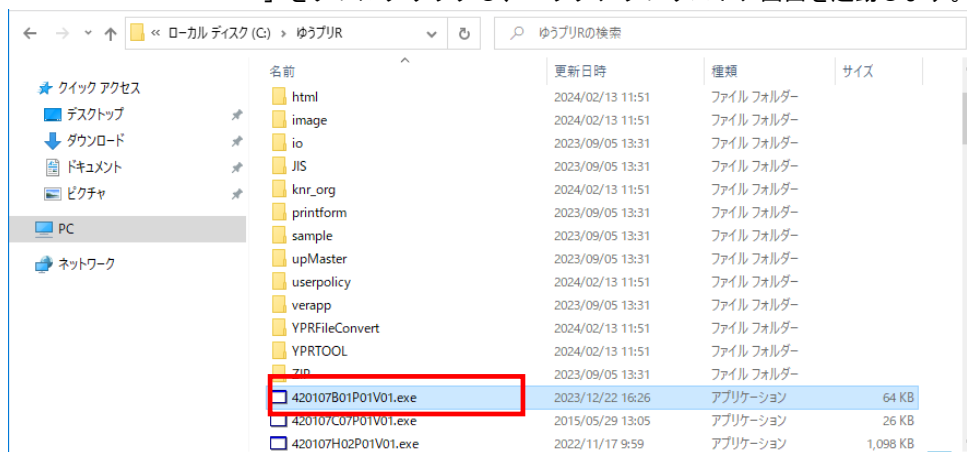 « ローカル ディスク (C:) › ゆうプリR ゆうプリRの検索
名前 更新日時 種類 サイズ
クイック アクセス
デスクトップ
ダウンロード
ドキュメント
ピクチャ
PC
ネットワーク
html 2024/02/13 11:51 ファイル フォルダー
image 2024/02/13 11:51 ファイル フォルダー
io 2023/09/05 13:31 ファイル フォルダー
JIS 2023/09/05 13:31 ファイル フォルダー
knr_org 2024/02/13 11:51 ファイル フォルダー
printform 2023/09/05 13:31 ファイル フォルダー
sample 2023/09/05 13:31 ファイル フォルダー
upMaster 2023/09/05 13:31 ファイル フォルダー
userpolicy 2024/02/13 11:51 ファイル フォルダー
verapp 2023/09/05 13:31 ファイル フォルダー
YPRFileConvert 2024/02/13 11:51 ファイル フォルダー
YPRTOOL 2024/02/13 11:51 ファイル フォルダー
ZIP 2023/09/05 13:31 ファイル フォルダー
420107B01P01V01.exe 2023/12/22 16:26 アプリケーション 64 KB
420107C07P01V01.exe 2015/05/29 13:05 アプリケーション 26 KB
420107H02P01V01.exe 2022/11/17 9:59 アプリケーション 1,098 KB